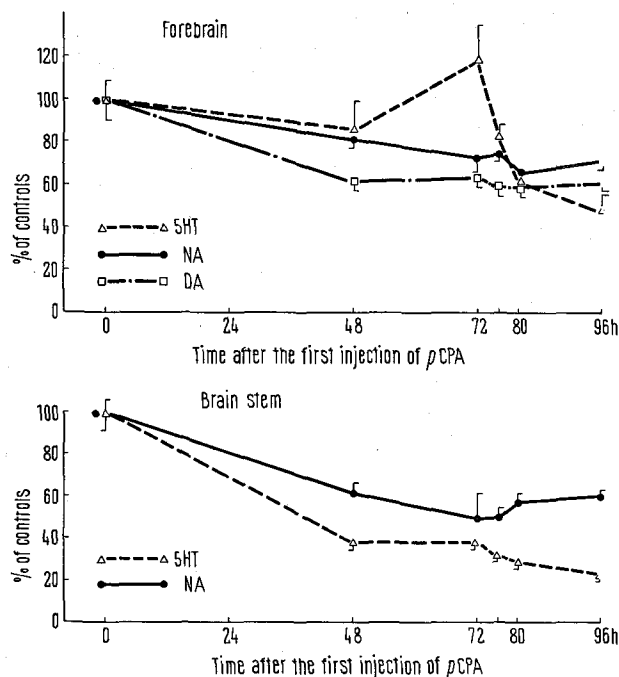 Forebrain
120
100
80
60
40
20
0
% of controls
5HT
NA
DA
0 24 48 72 80 96h
Time after the first injection of pCPA
Brain stem
100
80
60
40
20
0
% of controls
5HT
NA
0 24 48 72 80 96h
Time after the first injection of pCPA